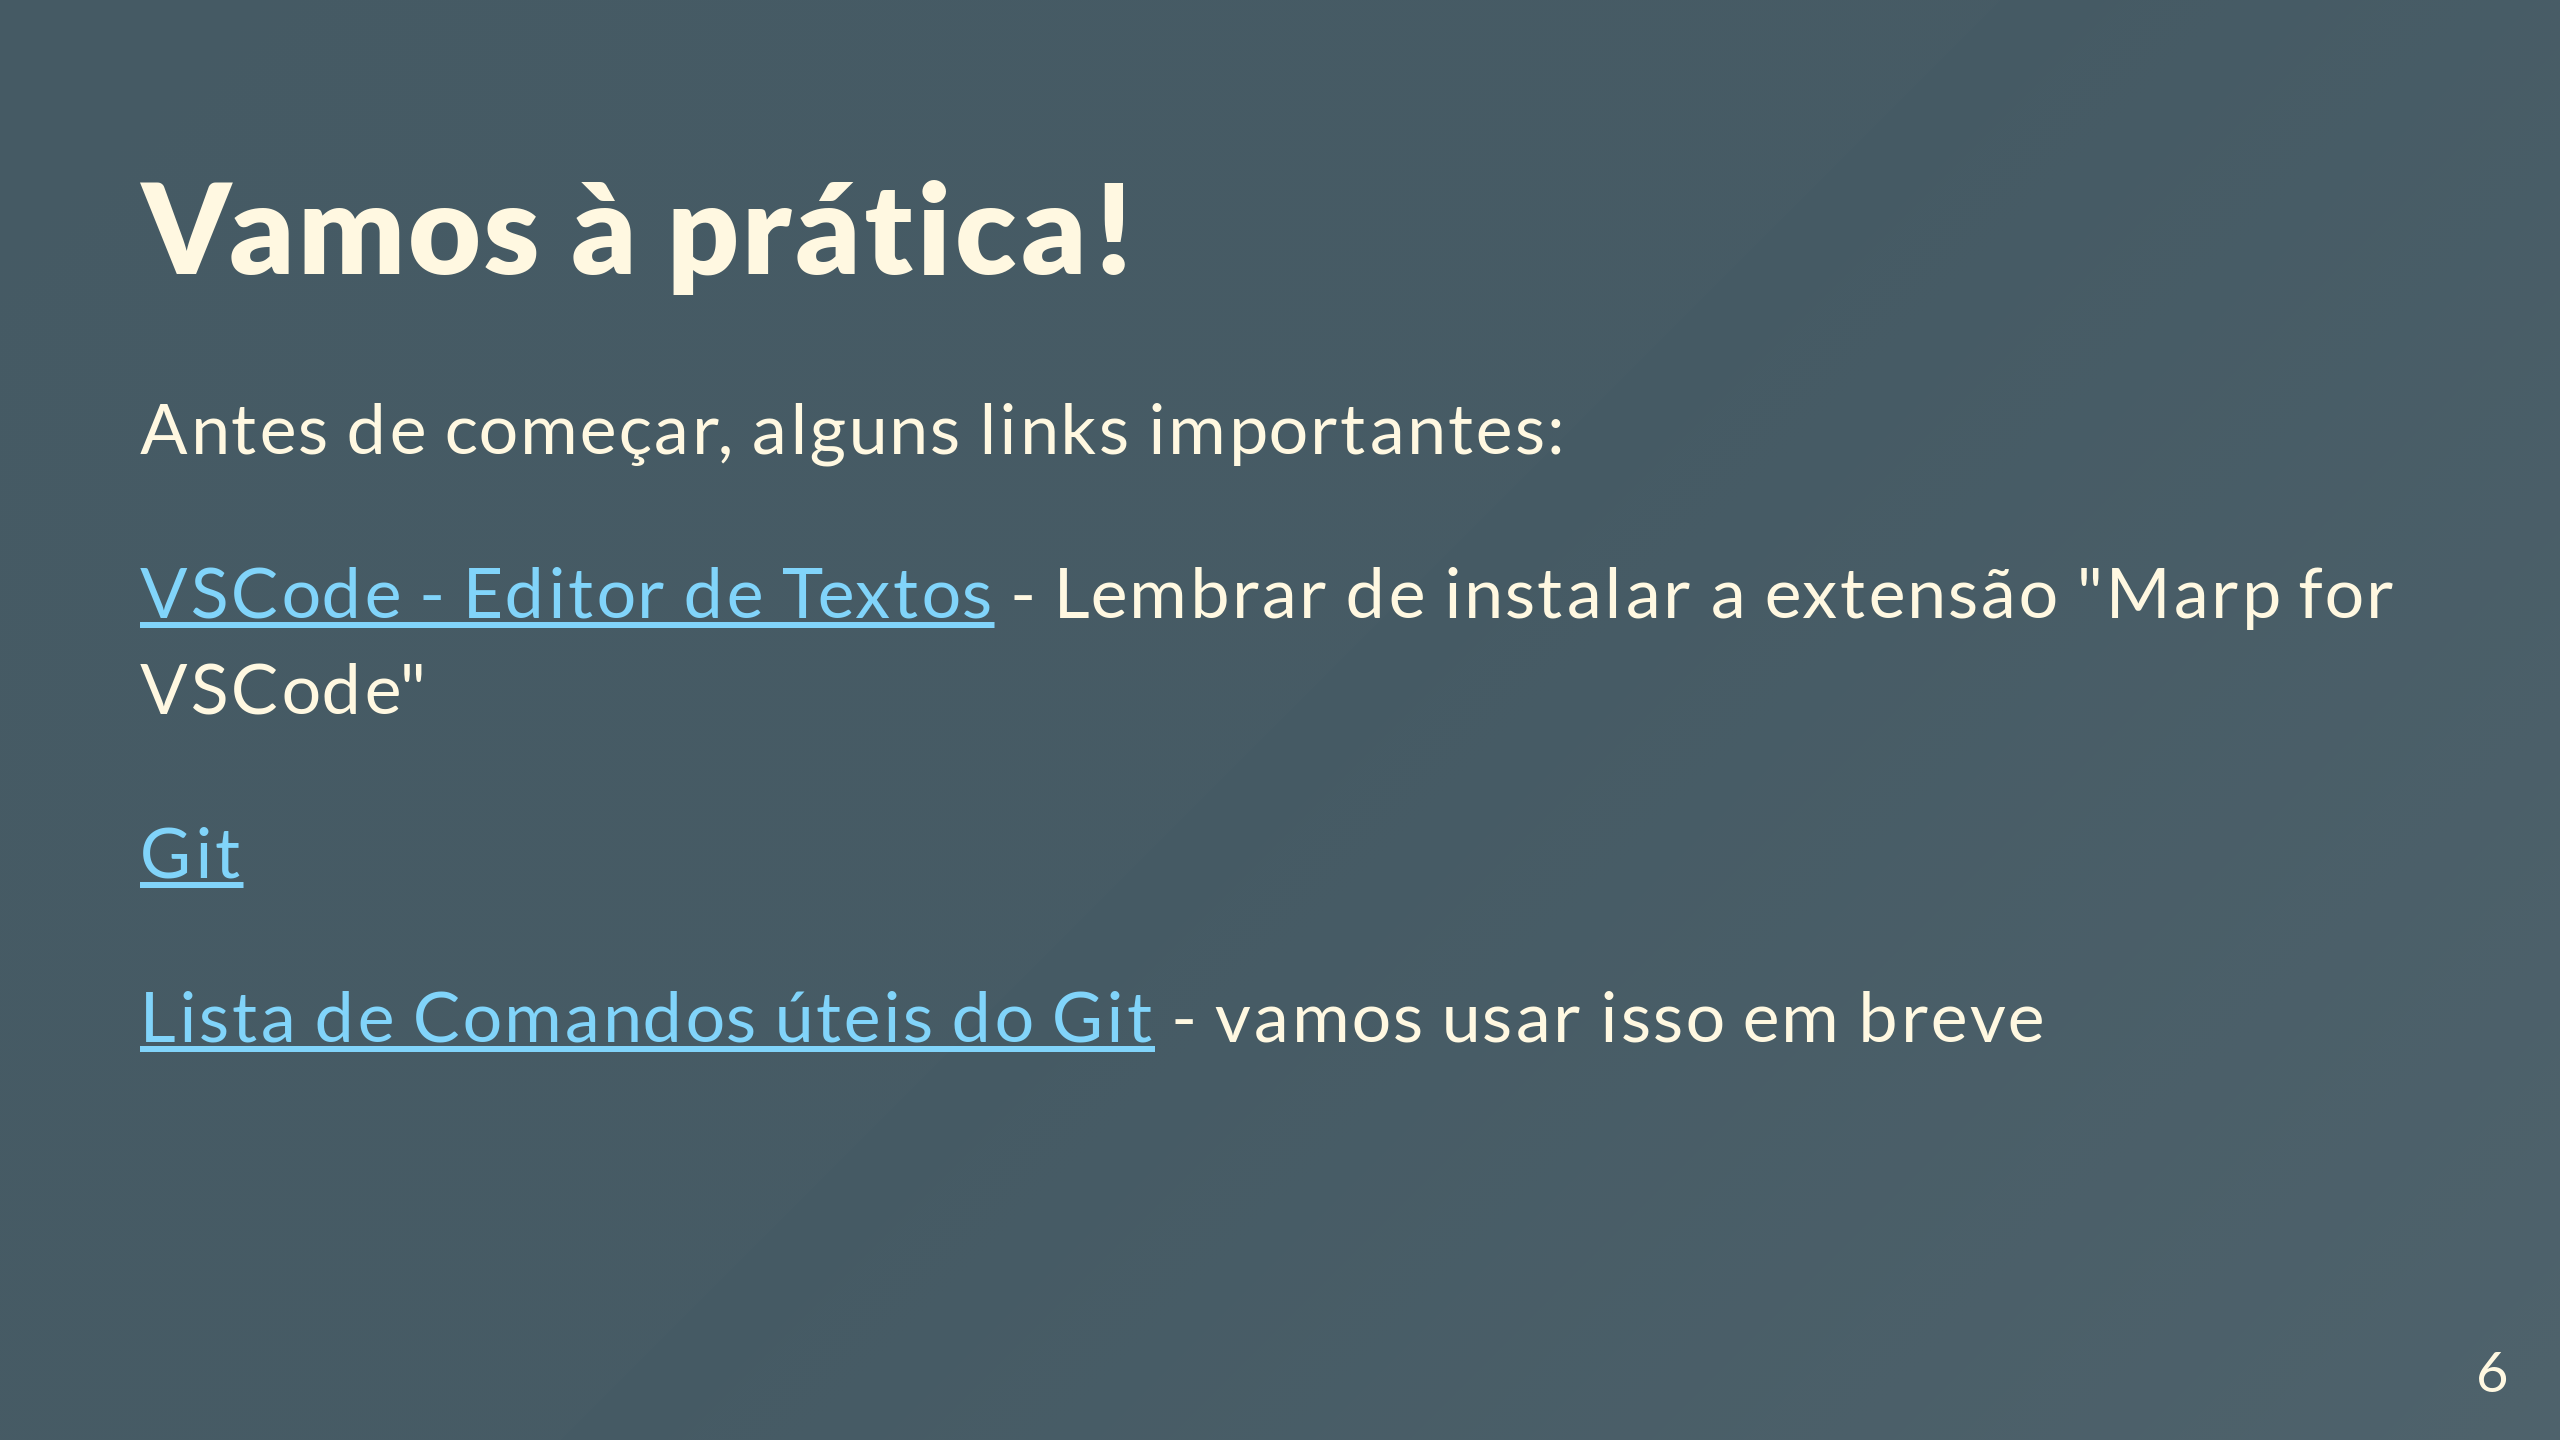 Vamos à prática!
Antes de começar, alguns links importantes:
VSCode - Editor de Textos - Lembrar de instalar a extensão "Marp for
VSCode"
Git
Lista de Comandos úteis do Git - vamos usar isso em breve
6